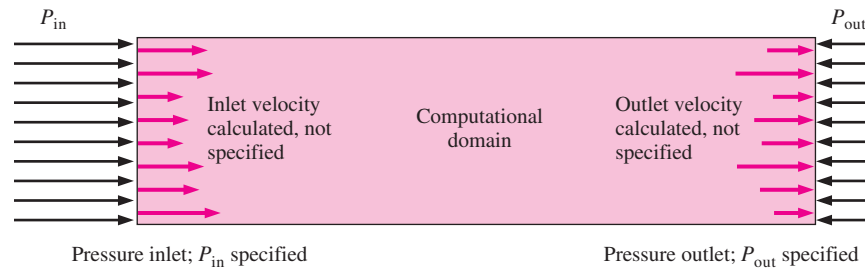 P_in
P_out
Inlet velocity
calculated, not
specified
Computational
domain
Outlet velocity
calculated, not
specified
Pressure inlet; P_in specified
Pressure outlet; P_out specified